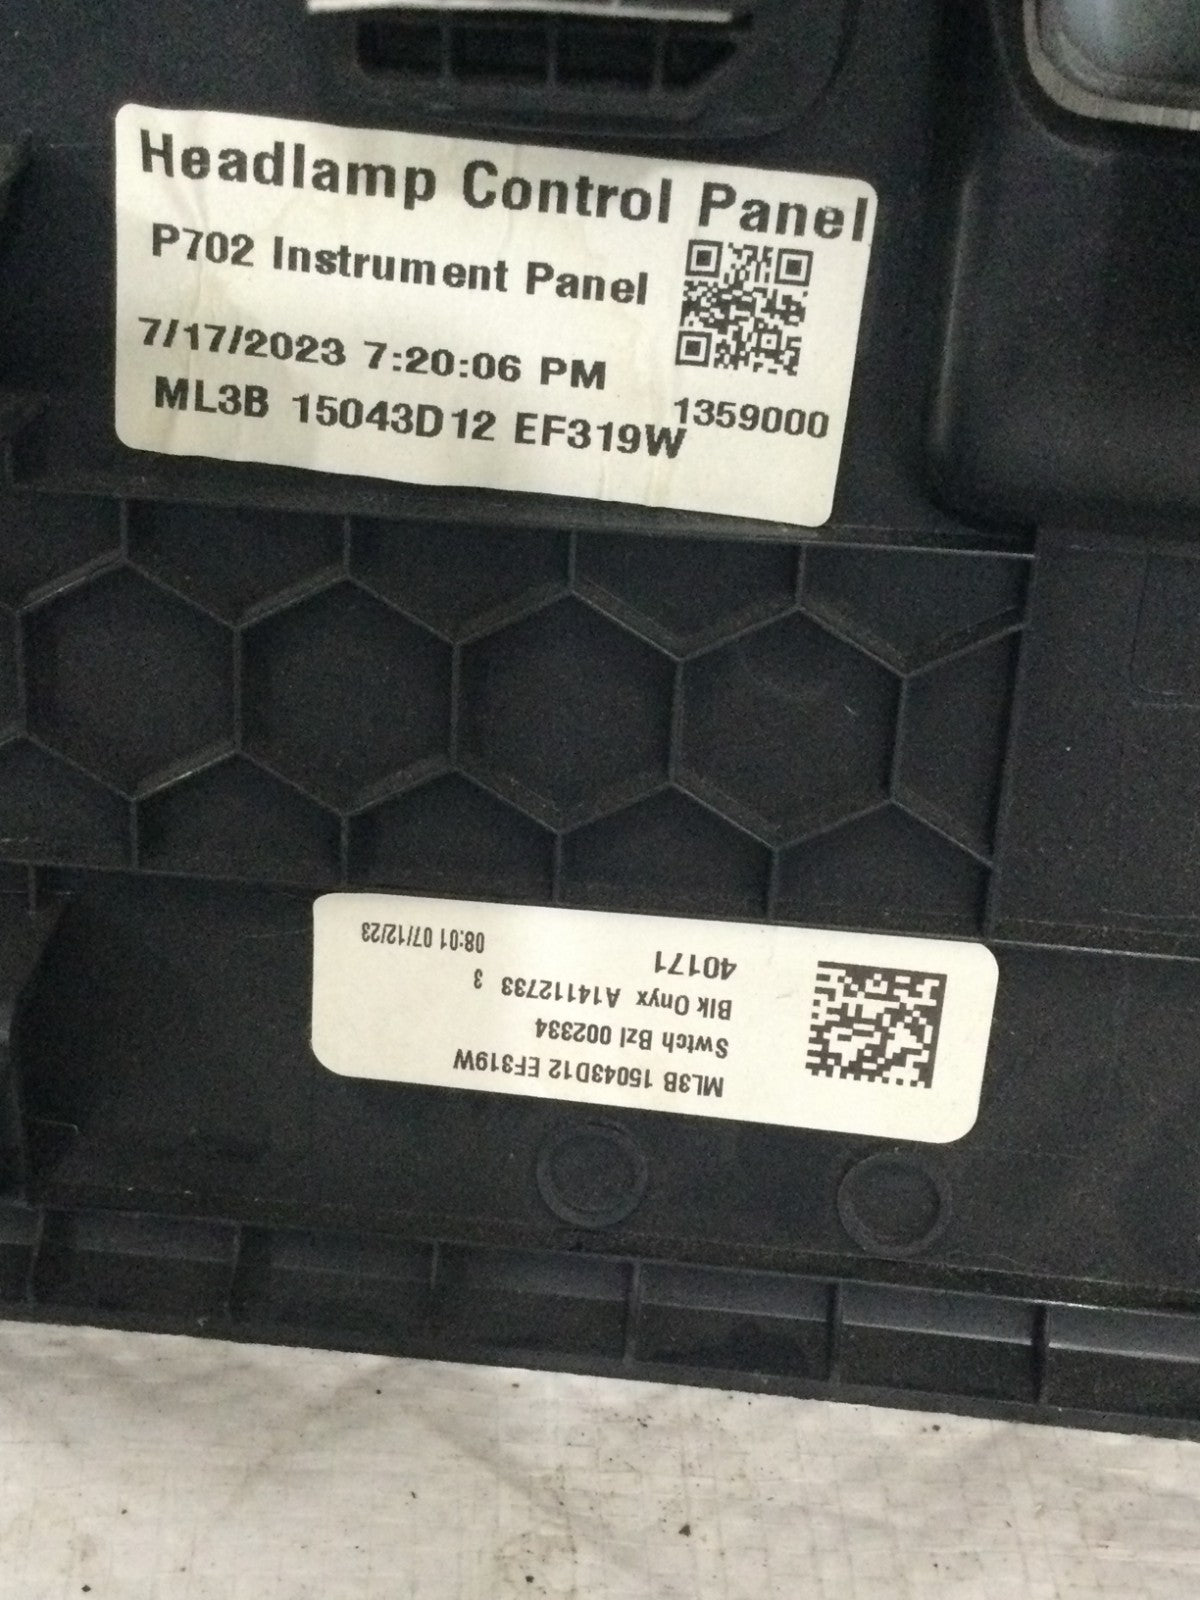 Headlamp Control Panel
P702 Instrument Panel
7/17/2023 7:20:06 PM
ML3B 15043D12 EF319W
1359000
ML3B 15043D12 EF319W
Swtch Bzl 002334
Blk Onyx A14112733 3
40171
08:01 07/12/23